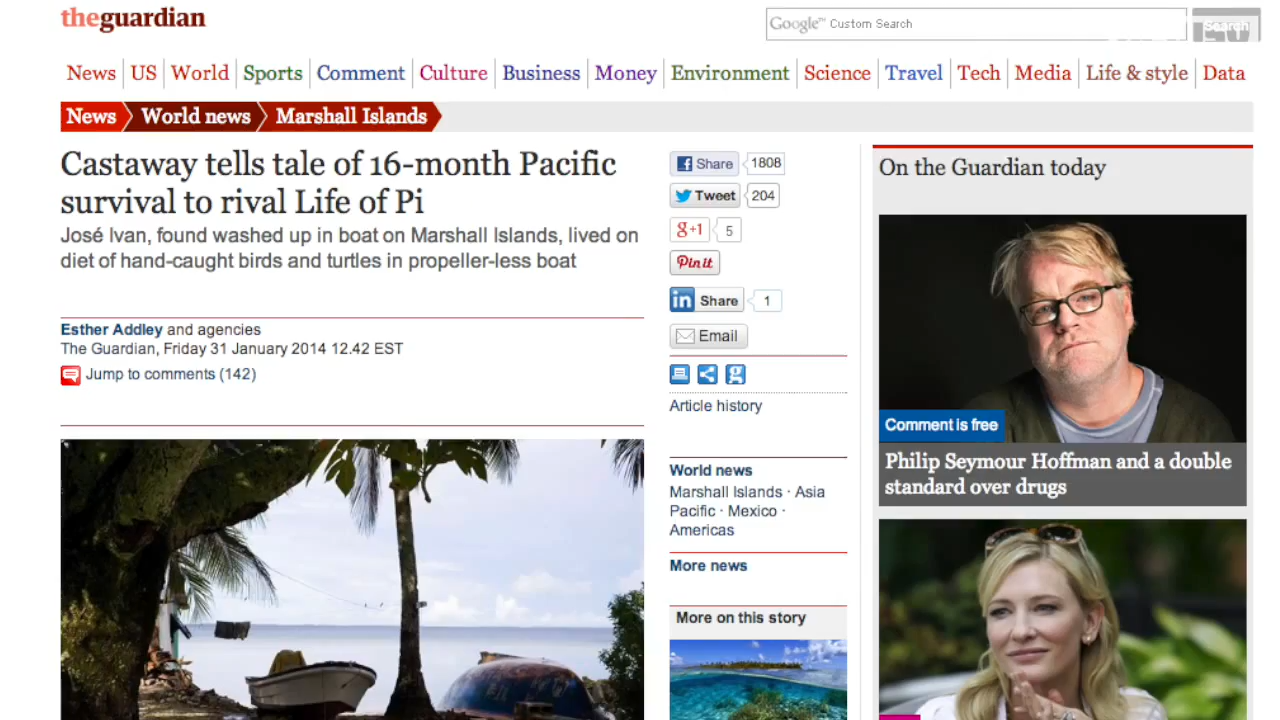 theguardian
Google™ Custom Search
Search
News US World Sports Comment Culture Business Money Environment Science Travel Tech Media Life & style Data
News World news Marshall Islands
Castaway tells tale of 16-month Pacific
survival to rival Life of Pi
José Ivan, found washed up in boat on Marshall Islands, lived on
diet of hand-caught birds and turtles in propeller-less boat
Esther Addley and agencies
The Guardian, Friday 31 January 2014 12.42 EST
Jump to comments (142)
Share 1808
Tweet 204
g+1 5
Pin it
in Share 1
Email
Article history
World news
Marshall Islands · Asia
Pacific · Mexico ·
Americas
More news
More on this story
On the Guardian today
Comment is free
Philip Seymour Hoffman and a double
standard over drugs